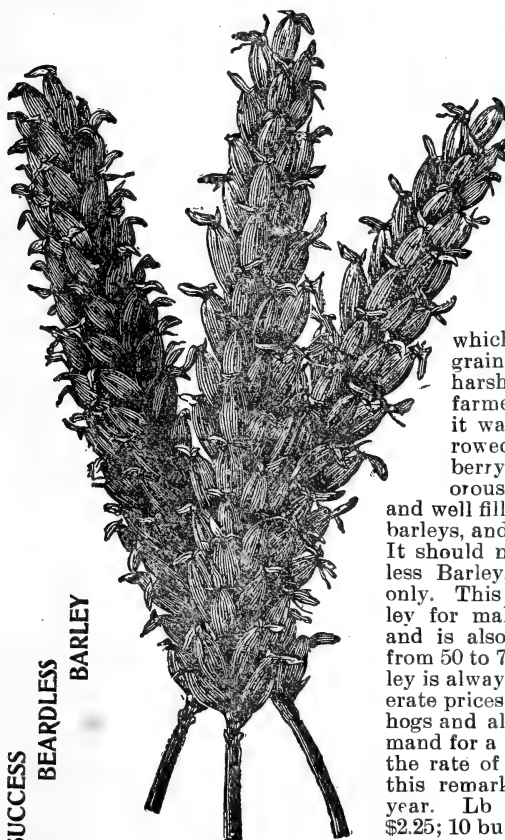 SUCCESS
BEARDLESS
BARLEY
which
grain
harsh
farme
it wa
rowed
berry
orous
and well fill
barleys, and
It should n
less Barley
only. This
ley for mal
and is also
from 50 to 7
ley is alway
erate prices
hogs and al
mand for a
the rate of
this remark
year. Lb
$2.25; 10 bu